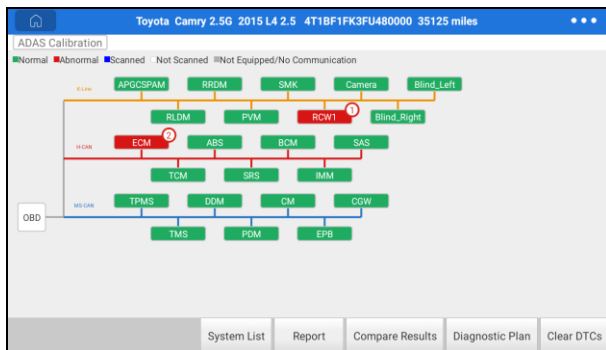 Toyota Camry 2.5G 2015 L4 2.5 4T1BF1FK3FU480000 35125 miles
ADAS Calibration
Normal Abnormal Scanned Not Scanned Not Equipped/No Communication
K-Line APGCSPAM RRDM SMK Camera Blind_Left
RLDM PVM RCW1 1 Blind_Right
H-CAN ECM 2 ABS BCM SAS
TCM SRS IMM
MS-CAN TPMS DDM CM CGW
OBD
TMS PDM EPB
System List Report Compare Results Diagnostic Plan Clear DTCs